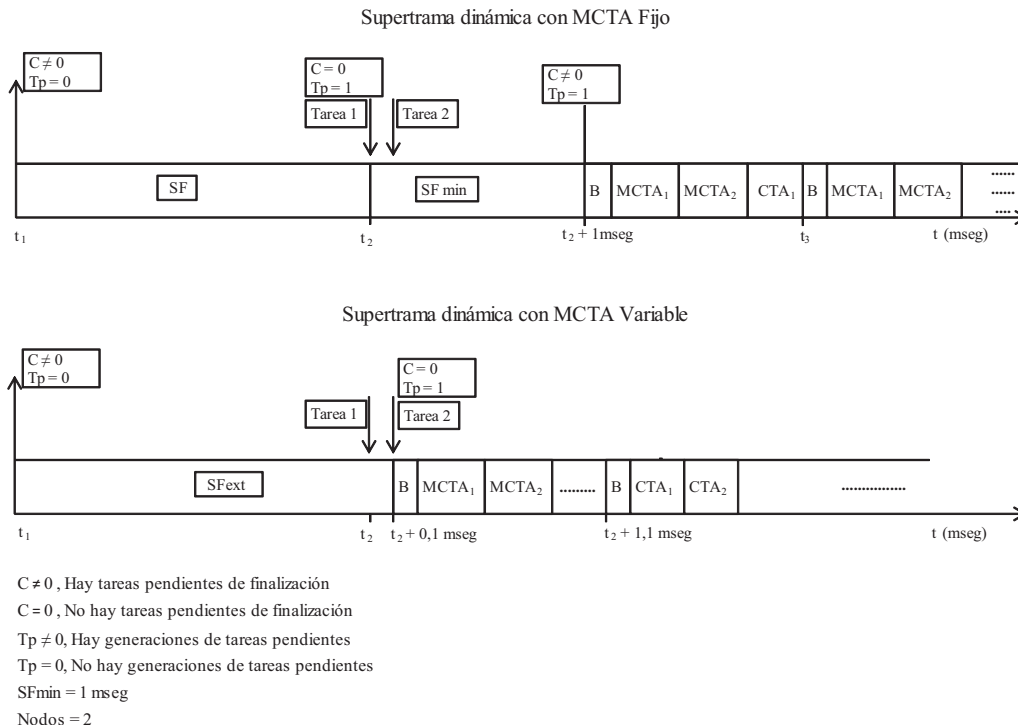 Supertrama dinámica con MCTA Fijo
C ≠ 0
Tp = 0
C = 0
Tp = 1
C ≠ 0
Tp = 1
Tarea 1
Tarea 2
SF
SF min
B
MCTA₁
MCTA₂
CTA₁
B
MCTA₁
MCTA₂
......
......
....
t₁
t₂
t₂ + 1mseg
t₃
t (mseg)
Supertrama dinámica con MCTA Variable
C ≠ 0
Tp = 0
C = 0
Tp = 1
Tarea 1
Tarea 2
SFext
B
MCTA₁
MCTA₂
.........
B
CTA₁
CTA₂
................
t₁
t₂
t₂ + 0,1 mseg
t₂ + 1,1 mseg
t (mseg)
C ≠ 0 , Hay tareas pendientes de finalización
C = 0 , No hay tareas pendientes de finalización
Tp ≠ 0, Hay generaciones de tareas pendientes
Tp = 0, No hay generaciones de tareas pendientes
SFmin = 1 mseg
Nodos = 2